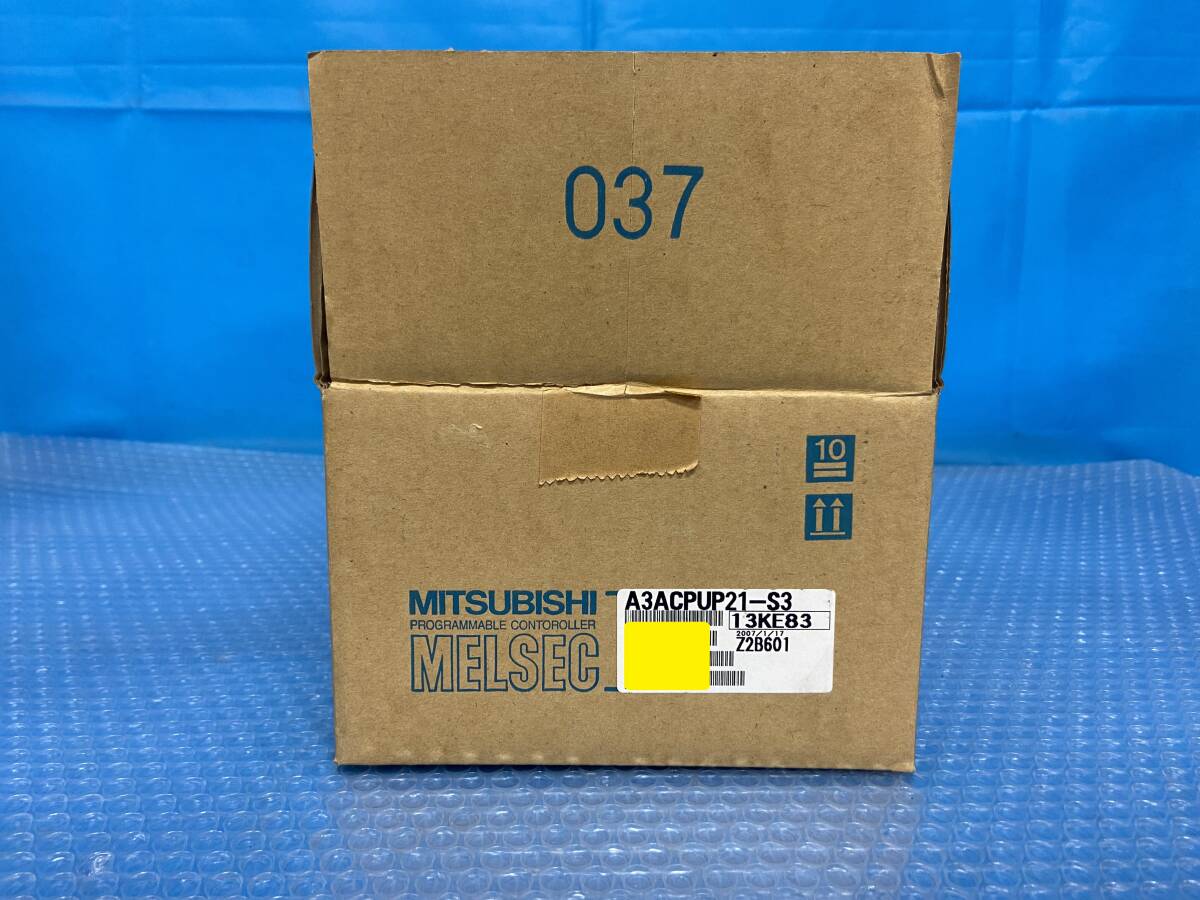 037
10
MITSUBISHI
PROGRAMMABLE CONTOROLLER
MELSEC
A3ACPUP21-S3
13KE83
2007/1/17
Z2B601